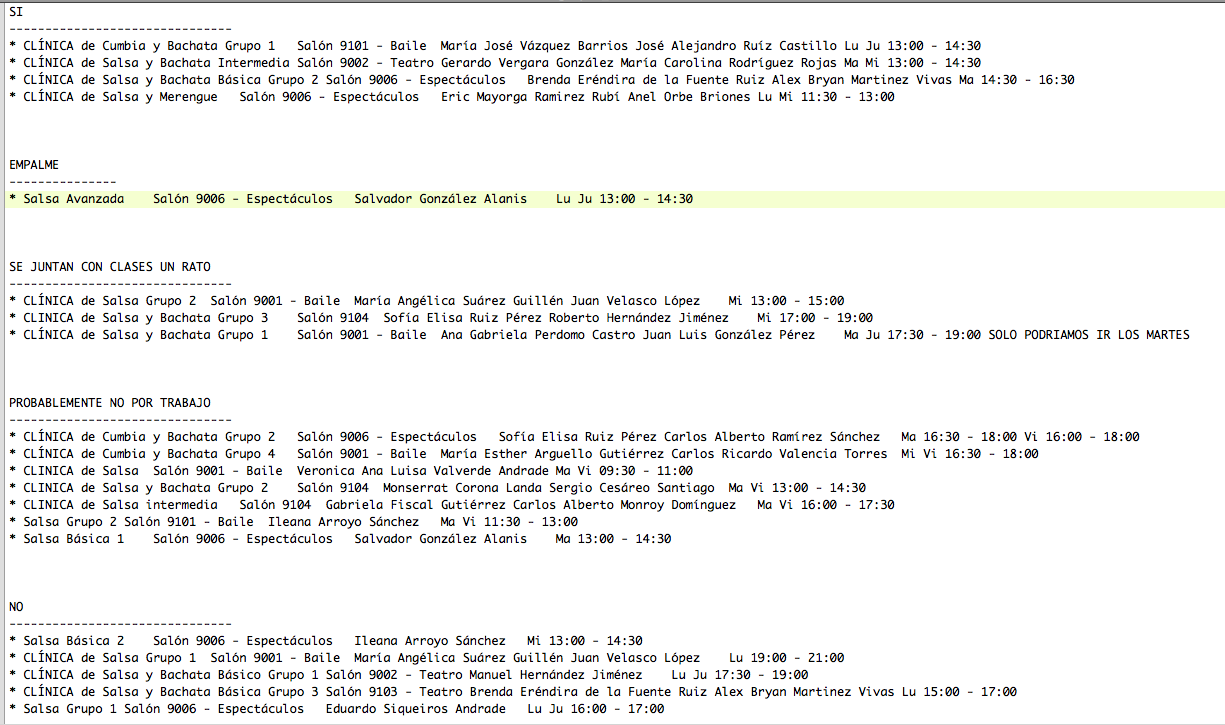 SI
-------------------------------
* CLÍNICA de Cumbia y Bachata Grupo 1   Salón 9101 - Baile  María José Vázquez Barrios José Alejandro Ruíz Castillo Lu Ju 13:00 - 14:30
* CLÍNICA de Salsa y Bachata Intermedia Salón 9002 - Teatro Gerardo Vergara González María Carolina Rodríguez Rojas Ma Mi 13:00 - 14:30
* CLÍNICA de Salsa y Bachata Básica Grupo 2 Salón 9006 - Espectáculos   Brenda Eréndira de la Fuente Ruiz Alex Bryan Martinez Vivas Ma 14:30 - 16:30
* CLÍNICA de Salsa y Merengue   Salón 9006 - Espectáculos   Eric Mayorga Ramirez Rubí Anel Orbe Briones Lu Mi 11:30 - 13:00
EMPALME
---------------
* Salsa Avanzada    Salón 9006 - Espectáculos   Salvador González Alanis    Lu Ju 13:00 - 14:30
SE JUNTAN CON CLASES UN RATO
-------------------------------
* CLÍNICA de Salsa Grupo 2  Salón 9001 - Baile  María Angélica Suárez Guillén Juan Velasco López    Mi 13:00 - 15:00
* CLINICA de Salsa y Bachata Grupo 3    Salón 9104  Sofía Elisa Ruiz Pérez Roberto Hernández Jiménez    Mi 17:00 - 19:00
* CLINICA de Salsa y Bachata Grupo 1    Salón 9001 - Baile  Ana Gabriela Perdomo Castro Juan Luis González Pérez    Ma Ju 17:30 - 19:00 SOLO PODRIAMOS IR LOS MARTES
PROBABLEMENTE NO POR TRABAJO
-------------------------------
* CLÍNICA de Cumbia y Bachata Grupo 2   Salón 9006 - Espectáculos   Sofía Elisa Ruiz Pérez Carlos Alberto Ramírez Sánchez   Ma 16:30 - 18:00 Vi 16:00 - 18:00
* CLÍNICA de Cumbia y Bachata Grupo 4   Salón 9001 - Baile  María Esther Arguello Gutiérrez Carlos Ricardo Valencia Torres  Mi Vi 16:30 - 18:00
* CLINICA de Salsa  Salón 9001 - Baile  Veronica Ana Luisa Valverde Andrade Ma Vi 09:30 - 11:00
* CLINICA de Salsa y Bachata Grupo 2    Salón 9104  Monserrat Corona Landa Sergio Cesáreo Santiago  Ma Vi 13:00 - 14:30
* CLINICA de Salsa intermedia   Salón 9104  Gabriela Fiscal Gutiérrez Carlos Alberto Monroy Domínguez   Ma Vi 16:00 - 17:30
* Salsa Grupo 2 Salón 9101 - Baile  Ileana Arroyo Sánchez   Ma Vi 11:30 - 13:00
* Salsa Básica 1    Salón 9006 - Espectáculos   Salvador González Alanis    Ma 13:00 - 14:30
NO
-------------------------------
* Salsa Básica 2    Salón 9006 - Espectáculos   Ileana Arroyo Sánchez   Mi 13:00 - 14:30
* CLÍNICA de Salsa Grupo 1  Salón 9001 - Baile  María Angélica Suárez Guillén Juan Velasco López    Lu 19:00 - 21:00
* CLÍNICA de Salsa y Bachata Básico Grupo 1 Salón 9002 - Teatro Manuel Hernández Jiménez    Lu Ju 17:30 - 19:00
* CLÍNICA de Salsa y Bachata Básica Grupo 3 Salón 9103 - Teatro Brenda Eréndira de la Fuente Ruiz Alex Bryan Martinez Vivas Lu 15:00 - 17:00
* Salsa Grupo 1 Salón 9006 - Espectáculos   Eduardo Siqueiros Andrade   Lu Ju 16:00 - 17:00